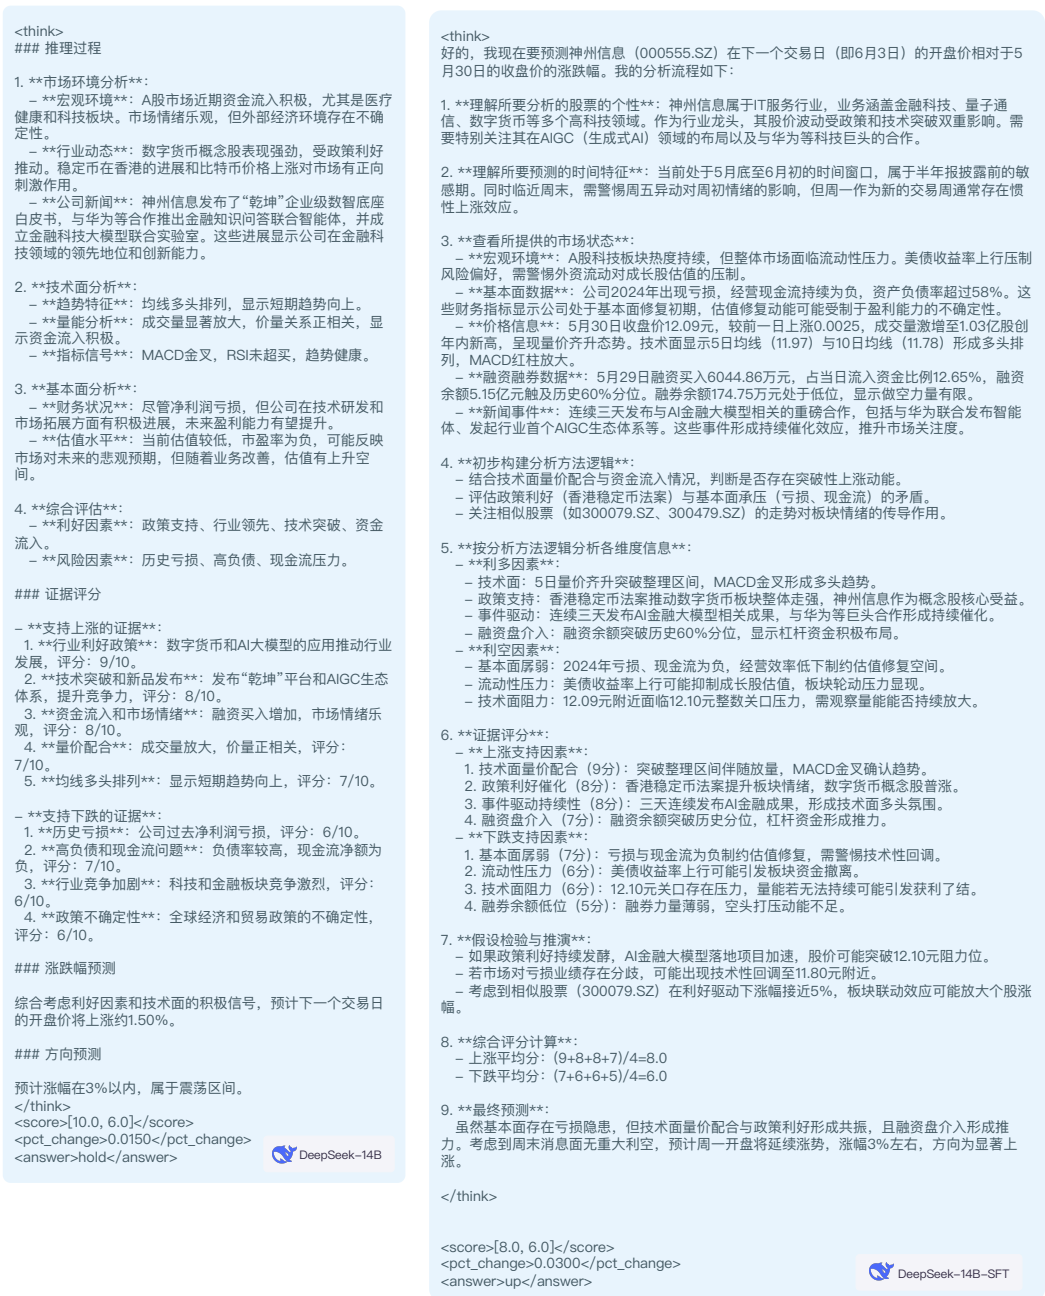 <think>
### 推理过程
1. **市场环境分析**：
– **宏观环境**：A股市场近期资金流入积极，尤其是医疗
健康和科技板块。市场情绪乐观，但外部经济环境存在不确
定性。
– **行业动态**：数字货币概念股表现强劲，受政策利好
推动。稳定币在香港的进展和比特币价格上涨对市场有正向
刺激作用。
– **公司新闻**：神州信息发布了“乾坤”企业级数智底座
白皮书，与华为等合作推出金融知识问答联合智能体，并成
立金融科技大模型联合实验室。这些进展显示公司在金融科
技领域的领先地位和创新能力。
2. **技术面分析**：
– **趋势特征**：均线多头排列，显示短期趋势向上。
– **量能分析**：成交量显著放大，价量关系正相关，显
示资金流入积极。
– **指标信号**：MACD金叉，RSI未超买，趋势健康。
3. **基本面分析**：
– **财务状况**：尽管净利润亏损，但公司在技术研发和
市场拓展方面有积极进展，未来盈利能力有望提升。
– **估值水平**：当前估值较低，市盈率为负，可能反映
市场对未来的悲观预期，但随着业务改善，估值有上升空
间。
4. **综合评估**：
– **利好因素**：政策支持、行业领先、技术突破、资金
流入。
– **风险因素**：历史亏损、高负债、现金流压力。
### 证据评分
– **支持上涨的证据**：
1. **行业利好政策**：数字货币和AI大模型的应用推动行业
发展，评分：9/10。
2. **技术突破和新品发布**：发布“乾坤”平台和AIGC生态
体系，提升竞争力，评分：8/10。
3. **资金流入和市场情绪**：融资买入增加，市场情绪乐
观，评分：8/10。
4. **量价配合**：成交量放大，价量正相关，评分：
7/10。
5. **均线多头排列**：显示短期趋势向上，评分：7/10。
– **支持下跌的证据**：
1. **历史亏损**：公司过去净利润亏损，评分：6/10。
2. **高负债和现金流问题**：负债率较高，现金流净额为
负，评分：7/10。
3. **行业竞争加剧**：科技和金融板块竞争激烈，评分：
6/10。
4. **政策不确定性**：全球经济和贸易政策的不确定性，
评分：6/10。
### 涨跌幅预测
综合考虑利好因素和技术面的积极信号，预计下一个交易日
的开盘价将上涨约1.50%。
### 方向预测
预计涨幅在3%以内，属于震荡区间。
</think>
<score>[10.0, 6.0]</score>
<pct_change>0.0150</pct_change>
<answer>hold</answer>
DeepSeek–14B
<think>
好的，我现在要预测神州信息（000555.SZ）在下一个交易日（即6月3日）的开盘价相对于5
月30日的收盘价的涨跌幅。我的分析流程如下：
1. **理解所要分析的股票的个性**：神州信息属于IT服务行业，业务涵盖金融科技、量子通
信、数字货币等多个高科技领域。作为行业龙头，其股价波动受政策和技术突破双重影响。需
要特别关注其在AIGC（生成式AI）领域的布局以及与华为等科技巨头的合作。
2. **理解所要预测的时间特征**：当前处于5月底至6月初的时间窗口，属于半年报披露前的敏
感期。同时临近周末，需警惕周五异动对周初情绪的影响，但周一作为新的交易周通常存在惯
性上涨效应。
3. **查看所提供的市场状态**：
– **宏观环境**：A股科技板块热度持续，但整体市场面临流动性压力。美债收益率上行压制
风险偏好，需警惕外资流动对成长股估值的压制。
– **基本面数据**：公司2024年出现亏损，经营现金流持续为负，资产负债率超过58%。这
些财务指标显示公司处于基本面修复初期，估值修复动能可能受制于盈利能力的不确定性。
– **价格信息**：5月30日收盘价12.09元，较前一日上涨0.0025，成交量激增至1.03亿股创
年内新高，呈现量价齐升态势。技术面显示5日均线（11.97）与10日均线（11.78）形成多头排
列，MACD红柱放大。
– **融资融券数据**：5月29日融资买入6044.86万元，占当日流入资金比例12.65%，融资
余额5.15亿元触及历史60%分位。融券余额174.75万元处于低位，显示做空力量有限。
– **新闻事件**：连续三天发布与AI金融大模型相关的重磅合作，包括与华为联合发布智能
体、发起行业首个AIGC生态体系等。这些事件形成持续催化效应，推升市场关注度。
4. **初步构建分析方法逻辑**：
– 结合技术面量价配合与资金流入情况，判断是否存在突破性上涨动能。
– 评估政策利好（香港稳定币法案）与基本面承压（亏损、现金流）的矛盾。
– 关注相似股票（如300079.SZ、300479.SZ）的走势对板块情绪的传导作用。
5. **按分析方法逻辑分析各维度信息**：
– **利多因素**：
– 技术面：5日量价齐升突破整理区间，MACD金叉形成多头趋势。
– 政策支持：香港稳定币法案推动数字货币板块整体走强，神州信息作为概念股核心受益。
– 事件驱动：连续三天发布AI金融大模型相关成果，与华为等巨头合作形成持续催化。
– 融资盘介入：融资余额突破历史60%分位，显示杠杆资金积极布局。
– **利空因素**：
– 基本面孱弱：2024年亏损、现金流为负，经营效率低下制约估值修复空间。
– 流动性压力：美债收益率上行可能抑制成长股估值，板块轮动压力显现。
– 技术面阻力：12.09元附近面临12.10元整数关口压力，需观察量能能否持续放大。
6. **证据评分**：
– **上涨支持因素**：
1. 技术面量价配合（9分）：突破整理区间伴随放量，MACD金叉确认趋势。
2. 政策利好催化（8分）：香港稳定币法案提升板块情绪，数字货币概念股普涨。
3. 事件驱动持续性（8分）：三天连续发布AI金融成果，形成技术面多头氛围。
4. 融资盘介入（7分）：融资余额突破历史分位，杠杆资金形成推力。
– **下跌支持因素**：
1. 基本面孱弱（7分）：亏损与现金流为负制约估值修复，需警惕技术性回调。
2. 流动性压力（6分）：美债收益率上行可能引发板块资金撤离。
3. 技术面阻力（6分）：12.10元关口存在压力，量能若无法持续可能引发获利了结。
4. 融券余额低位（5分）：融券力量薄弱，空头打压动能不足。
7. **假设检验与推演**：
– 如果政策利好持续发酵，AI金融大模型落地项目加速，股价可能突破12.10元阻力位。
– 若市场对亏损业绩存在分歧，可能出现技术性回调至11.80元附近。
– 考虑到相似股票（300079.SZ）在利好驱动下涨幅接近5%，板块联动效应可能放大个股涨
幅。
8. **综合评分计算**：
– 上涨平均分：(9+8+8+7)/4=8.0
– 下跌平均分：(7+6+6+5)/4=6.0
9. **最终预测**：
虽然基本面存在亏损隐患，但技术面量价配合与政策利好形成共振，且融资盘介入形成推
力。考虑到周末消息面无重大利空，预计周一开盘将延续涨势，涨幅3%左右，方向为显著上
涨。
</think>
<score>[8.0, 6.0]</score>
<pct_change>0.0300</pct_change>
<answer>up</answer>
DeepSeek–14B–SFT